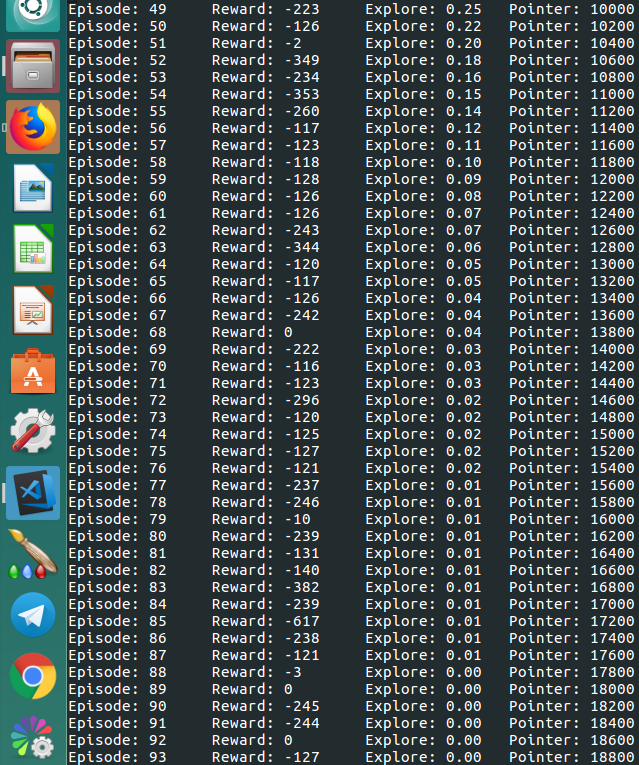 Episode: 49 Reward: -223 Explore: 0.25 Pointer: 10000
Episode: 50 Reward: -126 Explore: 0.22 Pointer: 10200
Episode: 51 Reward: -2 Explore: 0.20 Pointer: 10400
Episode: 52 Reward: -349 Explore: 0.18 Pointer: 10600
Episode: 53 Reward: -234 Explore: 0.16 Pointer: 10800
Episode: 54 Reward: -353 Explore: 0.15 Pointer: 11000
Episode: 55 Reward: -260 Explore: 0.14 Pointer: 11200
Episode: 56 Reward: -117 Explore: 0.12 Pointer: 11400
Episode: 57 Reward: -123 Explore: 0.11 Pointer: 11600
Episode: 58 Reward: -118 Explore: 0.10 Pointer: 11800
Episode: 59 Reward: -128 Explore: 0.09 Pointer: 12000
Episode: 60 Reward: -126 Explore: 0.08 Pointer: 12200
Episode: 61 Reward: -126 Explore: 0.07 Pointer: 12400
Episode: 62 Reward: -243 Explore: 0.07 Pointer: 12600
Episode: 63 Reward: -344 Explore: 0.06 Pointer: 12800
Episode: 64 Reward: -120 Explore: 0.05 Pointer: 13000
Episode: 65 Reward: -117 Explore: 0.05 Pointer: 13200
Episode: 66 Reward: -126 Explore: 0.04 Pointer: 13400
Episode: 67 Reward: -242 Explore: 0.04 Pointer: 13600
Episode: 68 Reward: 0 Explore: 0.04 Pointer: 13800
Episode: 69 Reward: -222 Explore: 0.03 Pointer: 14000
Episode: 70 Reward: -116 Explore: 0.03 Pointer: 14200
Episode: 71 Reward: -123 Explore: 0.03 Pointer: 14400
Episode: 72 Reward: -296 Explore: 0.02 Pointer: 14600
Episode: 73 Reward: -120 Explore: 0.02 Pointer: 14800
Episode: 74 Reward: -125 Explore: 0.02 Pointer: 15000
Episode: 75 Reward: -127 Explore: 0.02 Pointer: 15200
Episode: 76 Reward: -121 Explore: 0.02 Pointer: 15400
Episode: 77 Reward: -237 Explore: 0.01 Pointer: 15600
Episode: 78 Reward: -246 Explore: 0.01 Pointer: 15800
Episode: 79 Reward: -10 Explore: 0.01 Pointer: 16000
Episode: 80 Reward: -239 Explore: 0.01 Pointer: 16200
Episode: 81 Reward: -131 Explore: 0.01 Pointer: 16400
Episode: 82 Reward: -140 Explore: 0.01 Pointer: 16600
Episode: 83 Reward: -382 Explore: 0.01 Pointer: 16800
Episode: 84 Reward: -239 Explore: 0.01 Pointer: 17000
Episode: 85 Reward: -617 Explore: 0.01 Pointer: 17200
Episode: 86 Reward: -238 Explore: 0.01 Pointer: 17400
Episode: 87 Reward: -121 Explore: 0.01 Pointer: 17600
Episode: 88 Reward: -3 Explore: 0.00 Pointer: 17800
Episode: 89 Reward: 0 Explore: 0.00 Pointer: 18000
Episode: 90 Reward: -245 Explore: 0.00 Pointer: 18200
Episode: 91 Reward: -244 Explore: 0.00 Pointer: 18400
Episode: 92 Reward: 0 Explore: 0.00 Pointer: 18600
Episode: 93 Reward: -127 Explore: 0.00 Pointer: 18800